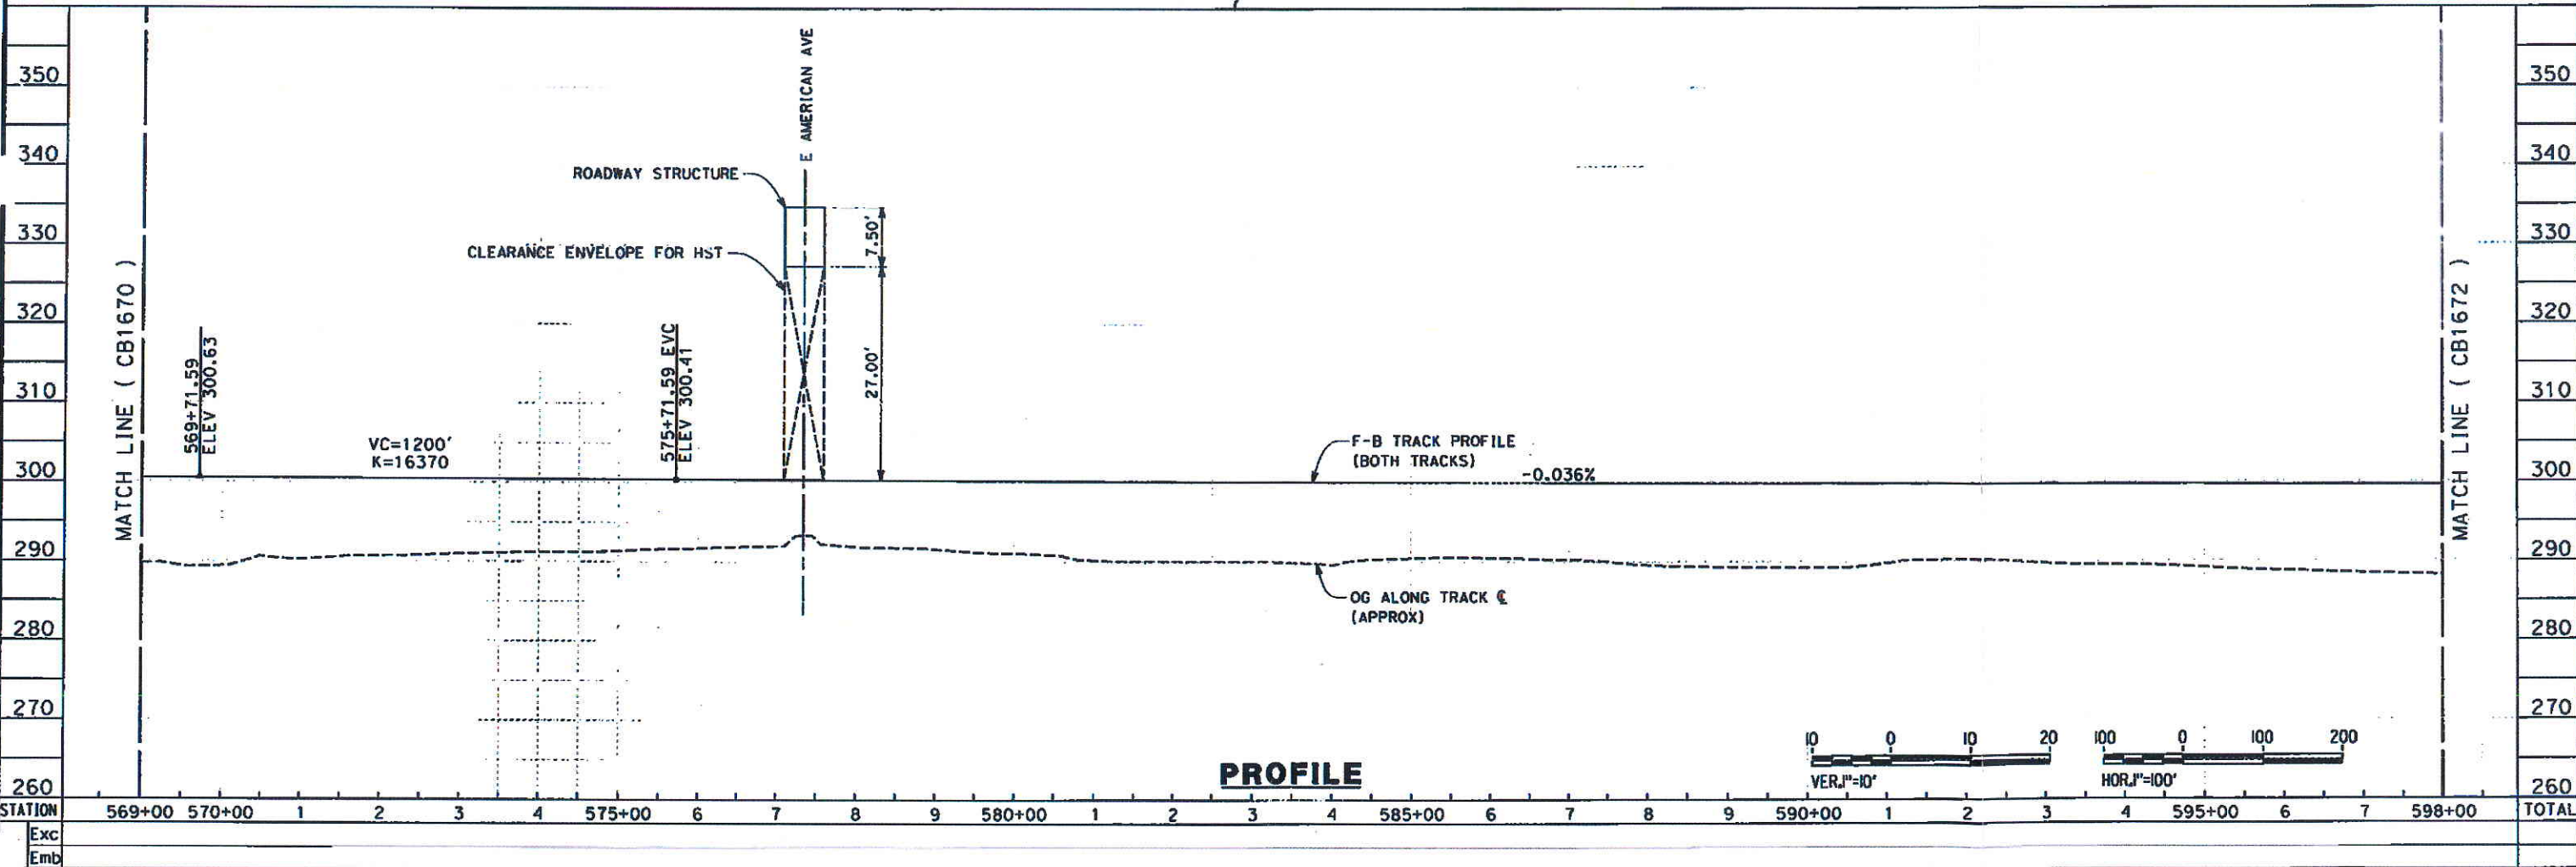 E AMERICAN AVE
350
350
340
340
ROADWAY STRUCTURE
7.50'
330
330
CLEARANCE ENVELOPE FOR HST
MATCH LINE ( CB1670 )
MATCH LINE ( CB1672 )
320
320
569+71.59
ELEV 300.63
575+71.59 EVC
ELEV 300.41
27.00'
310
310
VC=1200'
K=16370
F-B TRACK PROFILE
(BOTH TRACKS)
-0.036%
300
300
290
290
OG ALONG TRACK ℄
(APPROX)
280
280
270
270
10 0 10 20
VER.1"=10'
100 0 100 200
HOR.1"=100'
PROFILE
260
260
STATION 569+00 570+00 1 2 3 4 575+00 6 7 8 9 580+00 1 2 3 4 585+00 6 7 8 9 590+00 1 2 3 4 595+00 6 7 598+00 TOTAL
Exc
Emb